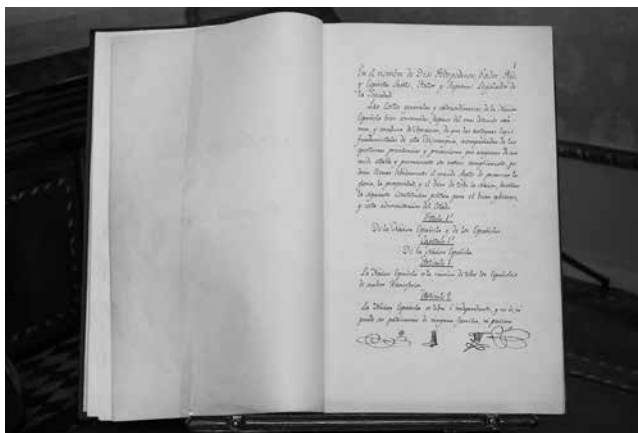 1
En el nombre de Dios Todopoderoso, Padre, Hijo,
y Espiritu Santo, Autor y Supremo Legislador de
la Sociedad.
Las Cortes generales y extraordinarias de la Nacion
Española bien convencidas, despues del mas detenido exa-
men, y madura deliberacion, de que las antiguas leyes
fundamentales de esta Monarquia, acompañadas de las
oportunas providencias y precauciones que aseguren de un
modo estable y permanente su entero cumplimiento, po-
dran llenar debidamente el grande objeto de promover la
gloria, la prosperidad, y el bien de toda la Nacion, decretan
la siguiente Constitucion politica para el buen gobierno,
y recta administracion del Estado.
Titulo 1º
De la Nacion Española y de los Españoles.
Capitulo 1º
De la Nacion Española.
Articulo 1.
La Nacion Española es la reunion de todos los Españoles
de ambos Hemisferios.
Articulo 2.
La Nacion Española es libre é independiente, y no es, ni
puede ser patrimonio de ninguna familia, ni persona.